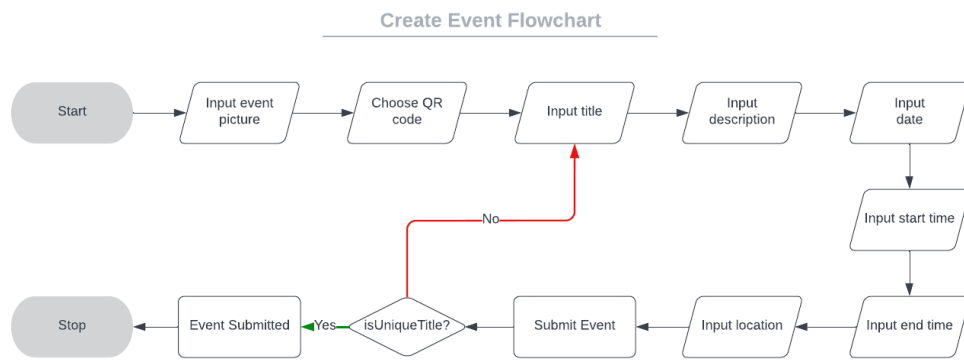 Create Event Flowchart
Start
Input event
picture
Choose QR
code
Input title
Input
description
Input
date
Input start time
No
Stop
Event Submitted
Yes
isUniqueTitle?
Submit Event
Input location
Input end time